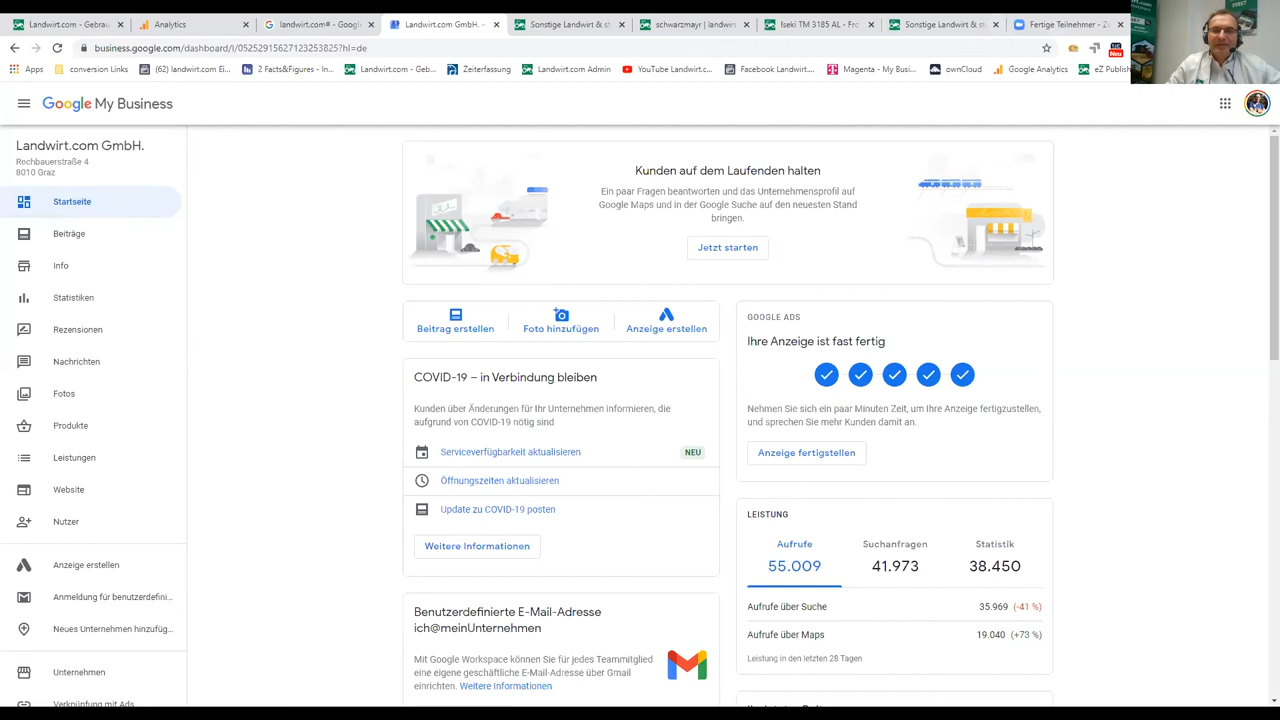 Landwirt.com - Gebrau
Analytics
landwirt.com# - Google
Landwirt.com GmbH. –
Sonstige Landwirt & st
schwarzmayr | landwirt
Iseki TM 3185 AL - Fro
Sonstige Landwirt & st
Fertige Teilnehmer - Z
FIRST
business.google.com/dashboard/l/05252915627123253825?hl=de
Neu
Apps
conversion Links
(62) landwirt.com Ei...
2 Facts&Figures - In...
Landwirt.com - Ge...
Zeiterfassung
Landwirt.com Admin
YouTube Landwirt.c...
Facebook Landwirt...
Magenta - My Busi...
ownCloud
Google Analytics
eZ Publish
Google My Business
Landwirt.com GmbH.
Rechbauerstraße 4
8010 Graz
Startseite
Beiträge
Info
Statistiken
Rezensionen
Nachrichten
Fotos
Produkte
Leistungen
Website
Nutzer
Anzeige erstellen
Anmeldung für benutzerdefini...
Neues Unternehmen hinzufüg...
Unternehmen
Verknüpfung mit Ads
Kunden auf dem Laufenden halten
Ein paar Fragen beantworten und das Unternehmensprofil auf
Google Maps und in der Google Suche auf den neuesten Stand
bringen.
Jetzt starten
Beitrag erstellen
Foto hinzufügen
Anzeige erstellen
COVID-19 – in Verbindung bleiben
Kunden über Änderungen für Ihr Unternehmen informieren, die
aufgrund von COVID-19 nötig sind
Serviceverfügbarkeit aktualisieren
NEU
Öffnungszeiten aktualisieren
Update zu COVID-19 posten
Weitere Informationen
Benutzerdefinierte E-Mail-Adresse
ich@meinUnternehmen
Mit Google Workspace können Sie für jedes Teammitglied
eine eigene geschäftliche E-Mail-Adresse über Gmail
einrichten. Weitere Informationen
GOOGLE ADS
Ihre Anzeige ist fast fertig
Nehmen Sie sich ein paar Minuten Zeit, um Ihre Anzeige fertigzustellen,
und sprechen Sie mehr Kunden damit an.
Anzeige fertigstellen
LEISTUNG
Aufrufe
Suchanfragen
Statistik
55.009
41.973
38.450
Aufrufe über Suche
35.969 (-41 %)
Aufrufe über Maps
19.040 (+73 %)
Leistung in den letzten 28 Tagen